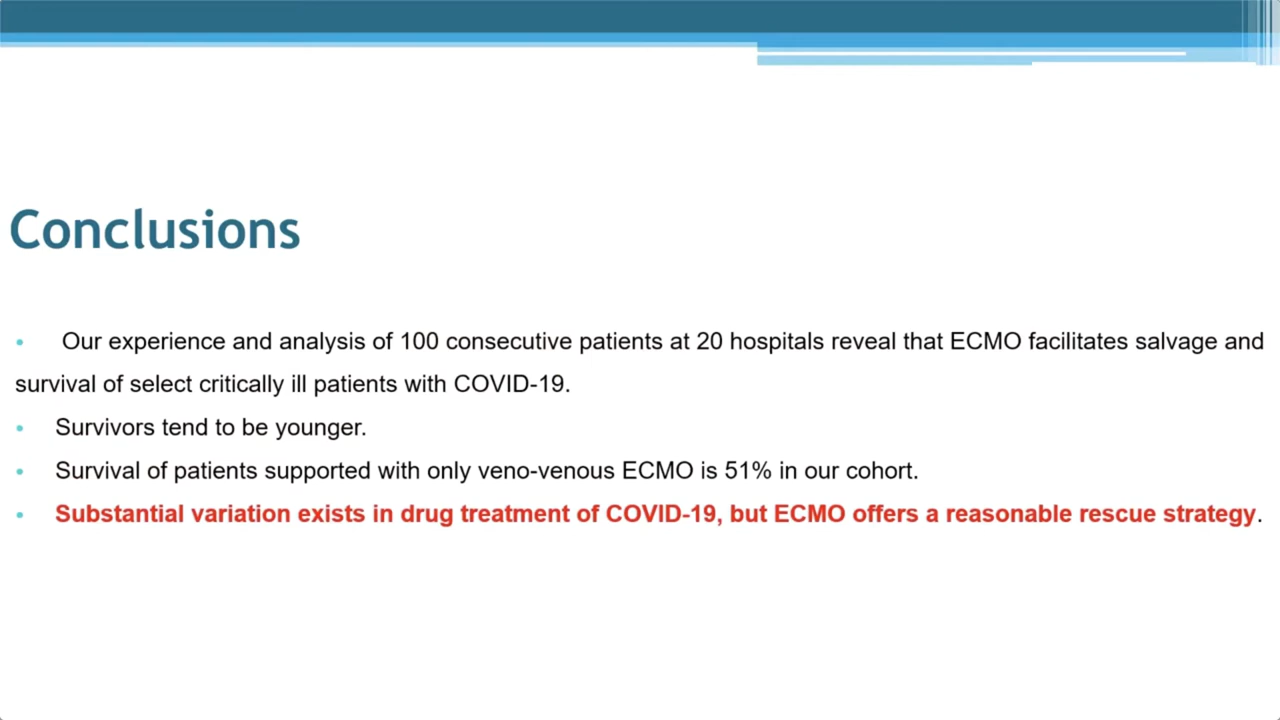 Conclusions
• Our experience and analysis of 100 consecutive patients at 20 hospitals reveal that ECMO facilitates salvage and
survival of select critically ill patients with COVID-19.
• Survivors tend to be younger.
• Survival of patients supported with only veno-venous ECMO is 51% in our cohort.
• Substantial variation exists in drug treatment of COVID-19, but ECMO offers a reasonable rescue strategy.